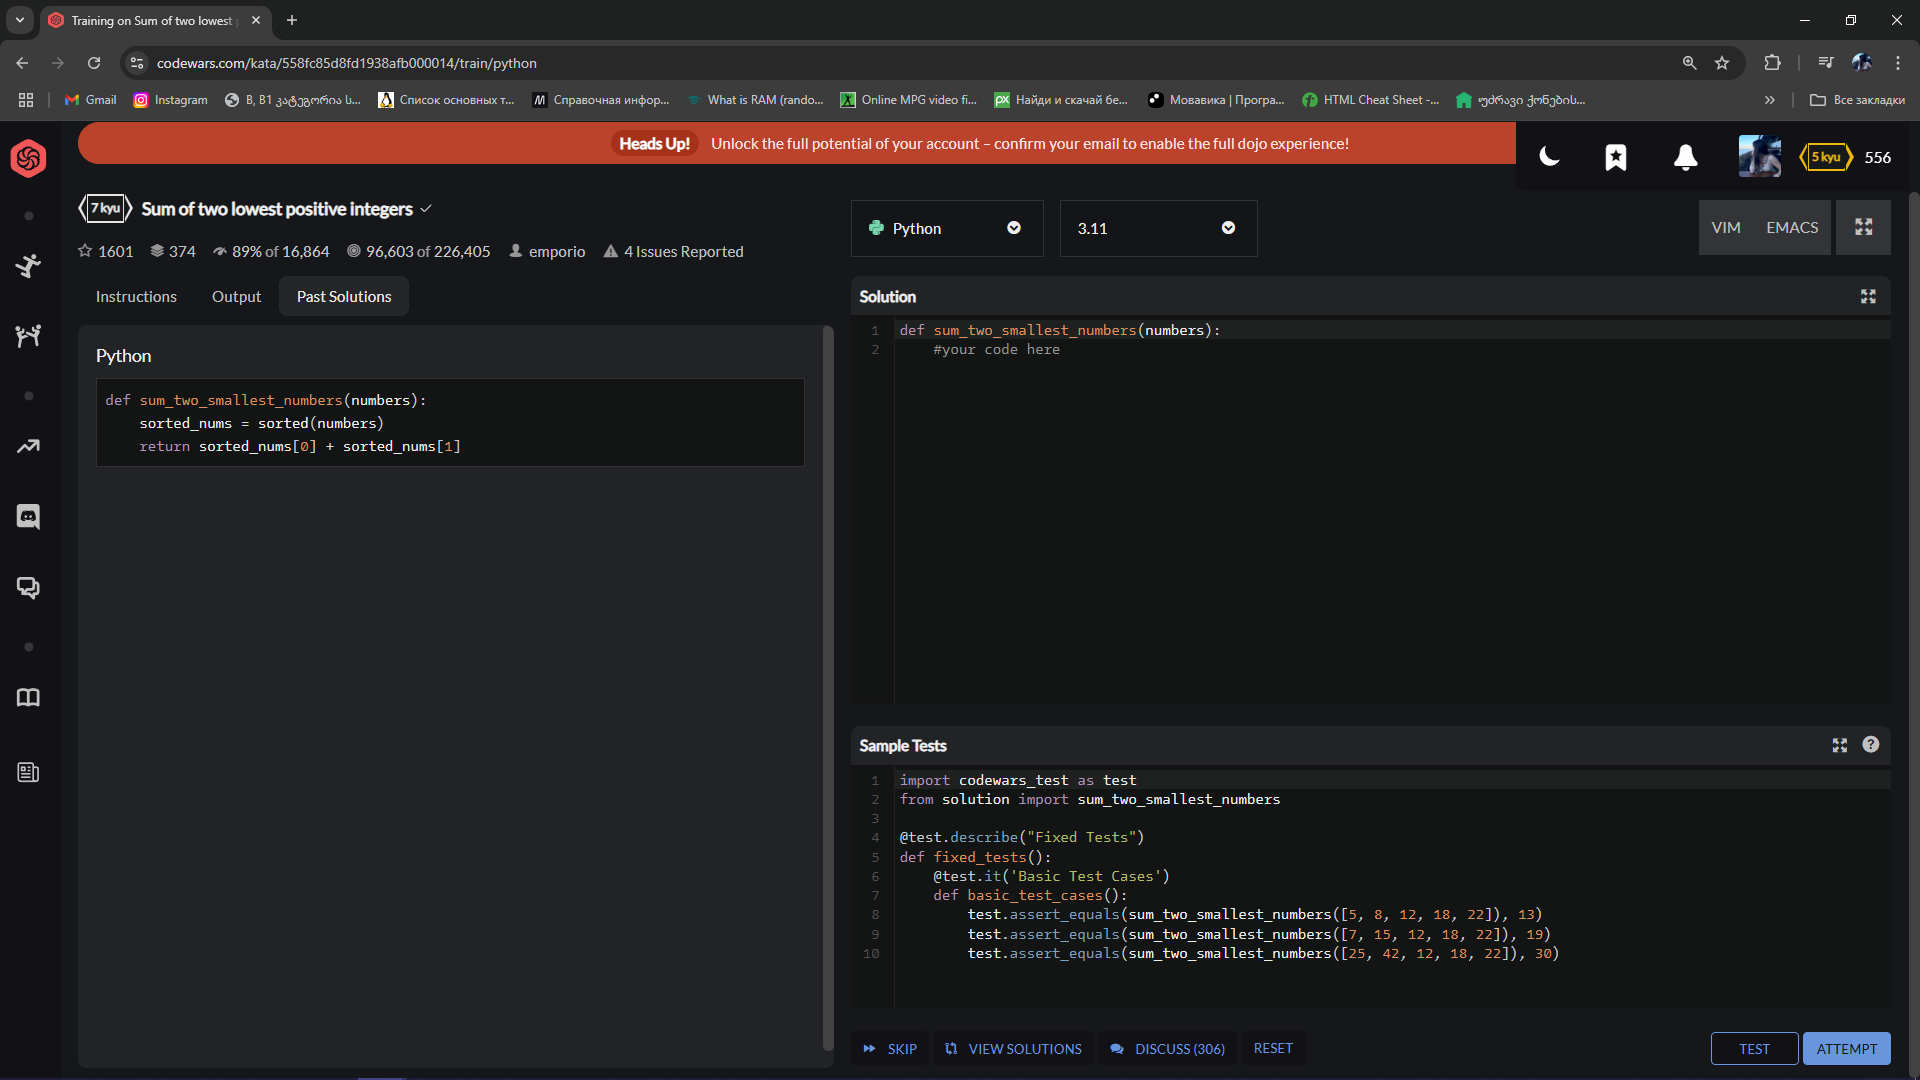 Training on Sum of two lowest
codewars.com/kata/558fc85d8fd1938afb000014/train/python
Gmail
Instagram
B, B1 კატეგორია ს...
Список основных т...
Справочная инфор...
What is RAM (rando...
Online MPG video fi...
Найди и скачай бе...
Мовавика | Програ...
HTML Cheat Sheet -...
უძრავი ქონების...
Все закладки
Heads Up! Unlock the full potential of your account – confirm your email to enable the full dojo experience!
5 kyu 556
7 kyu Sum of two lowest positive integers
1601 374 89% of 16,864 96,603 of 226,405 emporio 4 Issues Reported
Instructions Output Past Solutions
Python
def sum_two_smallest_numbers(numbers):
    sorted_nums = sorted(numbers)
    return sorted_nums[0] + sorted_nums[1]
Python 3.11 VIM EMACS
Solution
1 def sum_two_smallest_numbers(numbers):
2     #your code here
Sample Tests
1 import codewars_test as test
2 from solution import sum_two_smallest_numbers
3
4 @test.describe("Fixed Tests")
5 def fixed_tests():
6     @test.it('Basic Test Cases')
7     def basic_test_cases():
8         test.assert_equals(sum_two_smallest_numbers([5, 8, 12, 18, 22]), 13)
9         test.assert_equals(sum_two_smallest_numbers([7, 15, 12, 18, 22]), 19)
10         test.assert_equals(sum_two_smallest_numbers([25, 42, 12, 18, 22]), 30)
SKIP VIEW SOLUTIONS DISCUSS (306) RESET TEST ATTEMPT